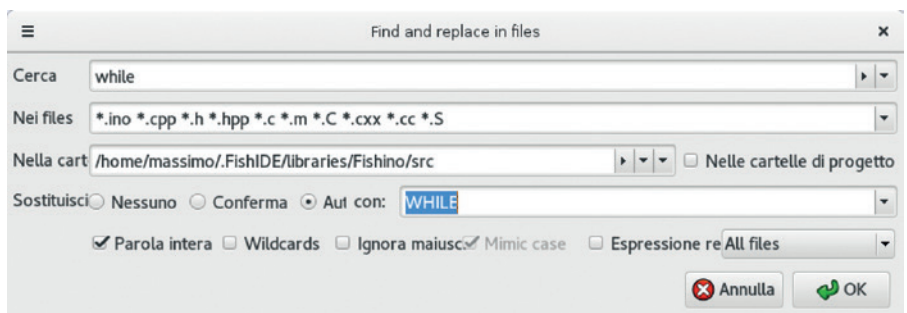 Find and replace in files
Cerca while
Nei files *.ino *.cpp *.h *.hpp *.c *.m *.C *.cxx *.cc *.S
Nella cart /home/massimo/.FishIDE/libraries/Fishino/src Nelle cartelle di progetto
Sostituisci Nessuno Conferma Aut con: WHILE
Parola intera Wildcards Ignora maiusc Mimic case Espressione re All files
Annulla OK